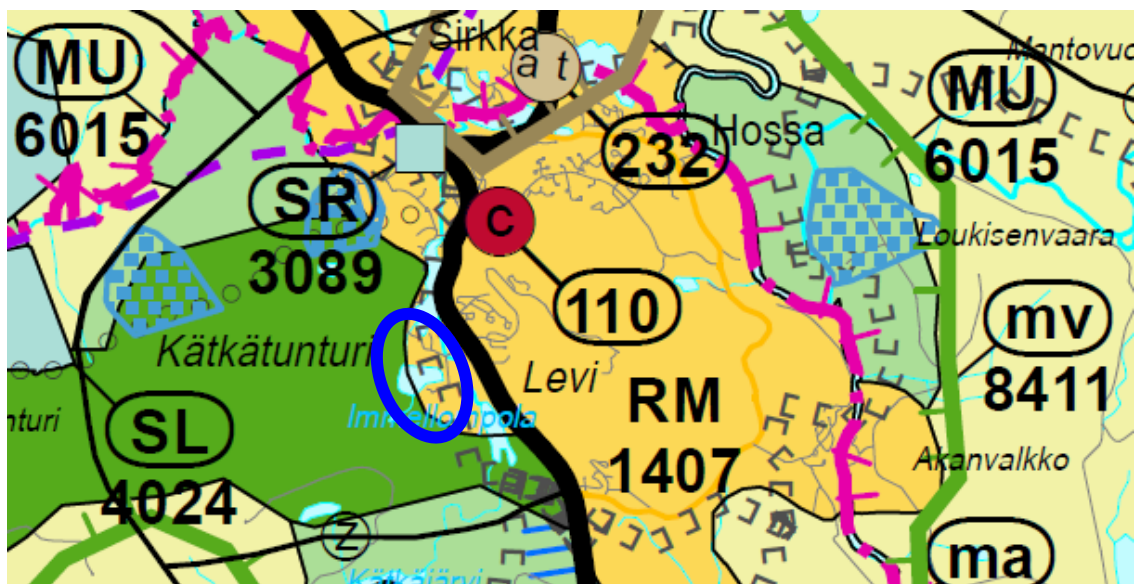 Sirkka
a t
MU
6015
MU
6015
Hossa
232
SR
3089
C
Loukisenvaara
110
mv
8411
Kätkätunturi
Levi
RM
1407
SL
4024
Akanvalkko
ma
Z
Kätkäjärvi